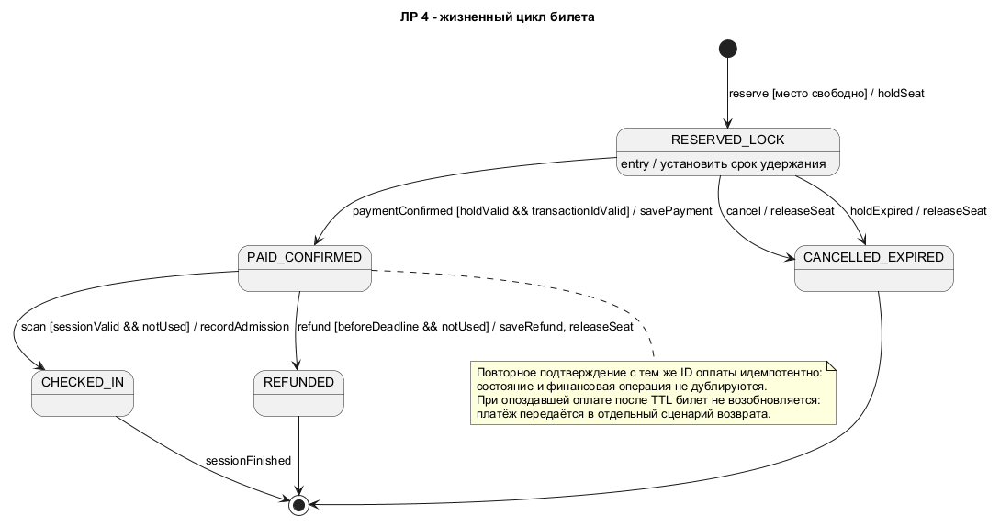 ЛР 4 - жизненный цикл билета
reserve [место свободно] / holdSeat
RESERVED_LOCK
entry / установить срок удержания
paymentConfirmed [holdValid && transactionIdValid] / savePayment
cancel / releaseSeat
holdExpired / releaseSeat
PAID_CONFIRMED
CANCELLED_EXPIRED
scan [sessionValid && notUsed] / recordAdmission
refund [beforeDeadline && notUsed] / saveRefund, releaseSeat
CHECKED_IN
REFUNDED
Повторное подтверждение с тем же ID оплаты идемпотентно:
состояние и финансовая операция не дублируются.
При опоздавшей оплате после TTL билет не возобновляется:
платёж передаётся в отдельный сценарий возврата.
sessionFinished